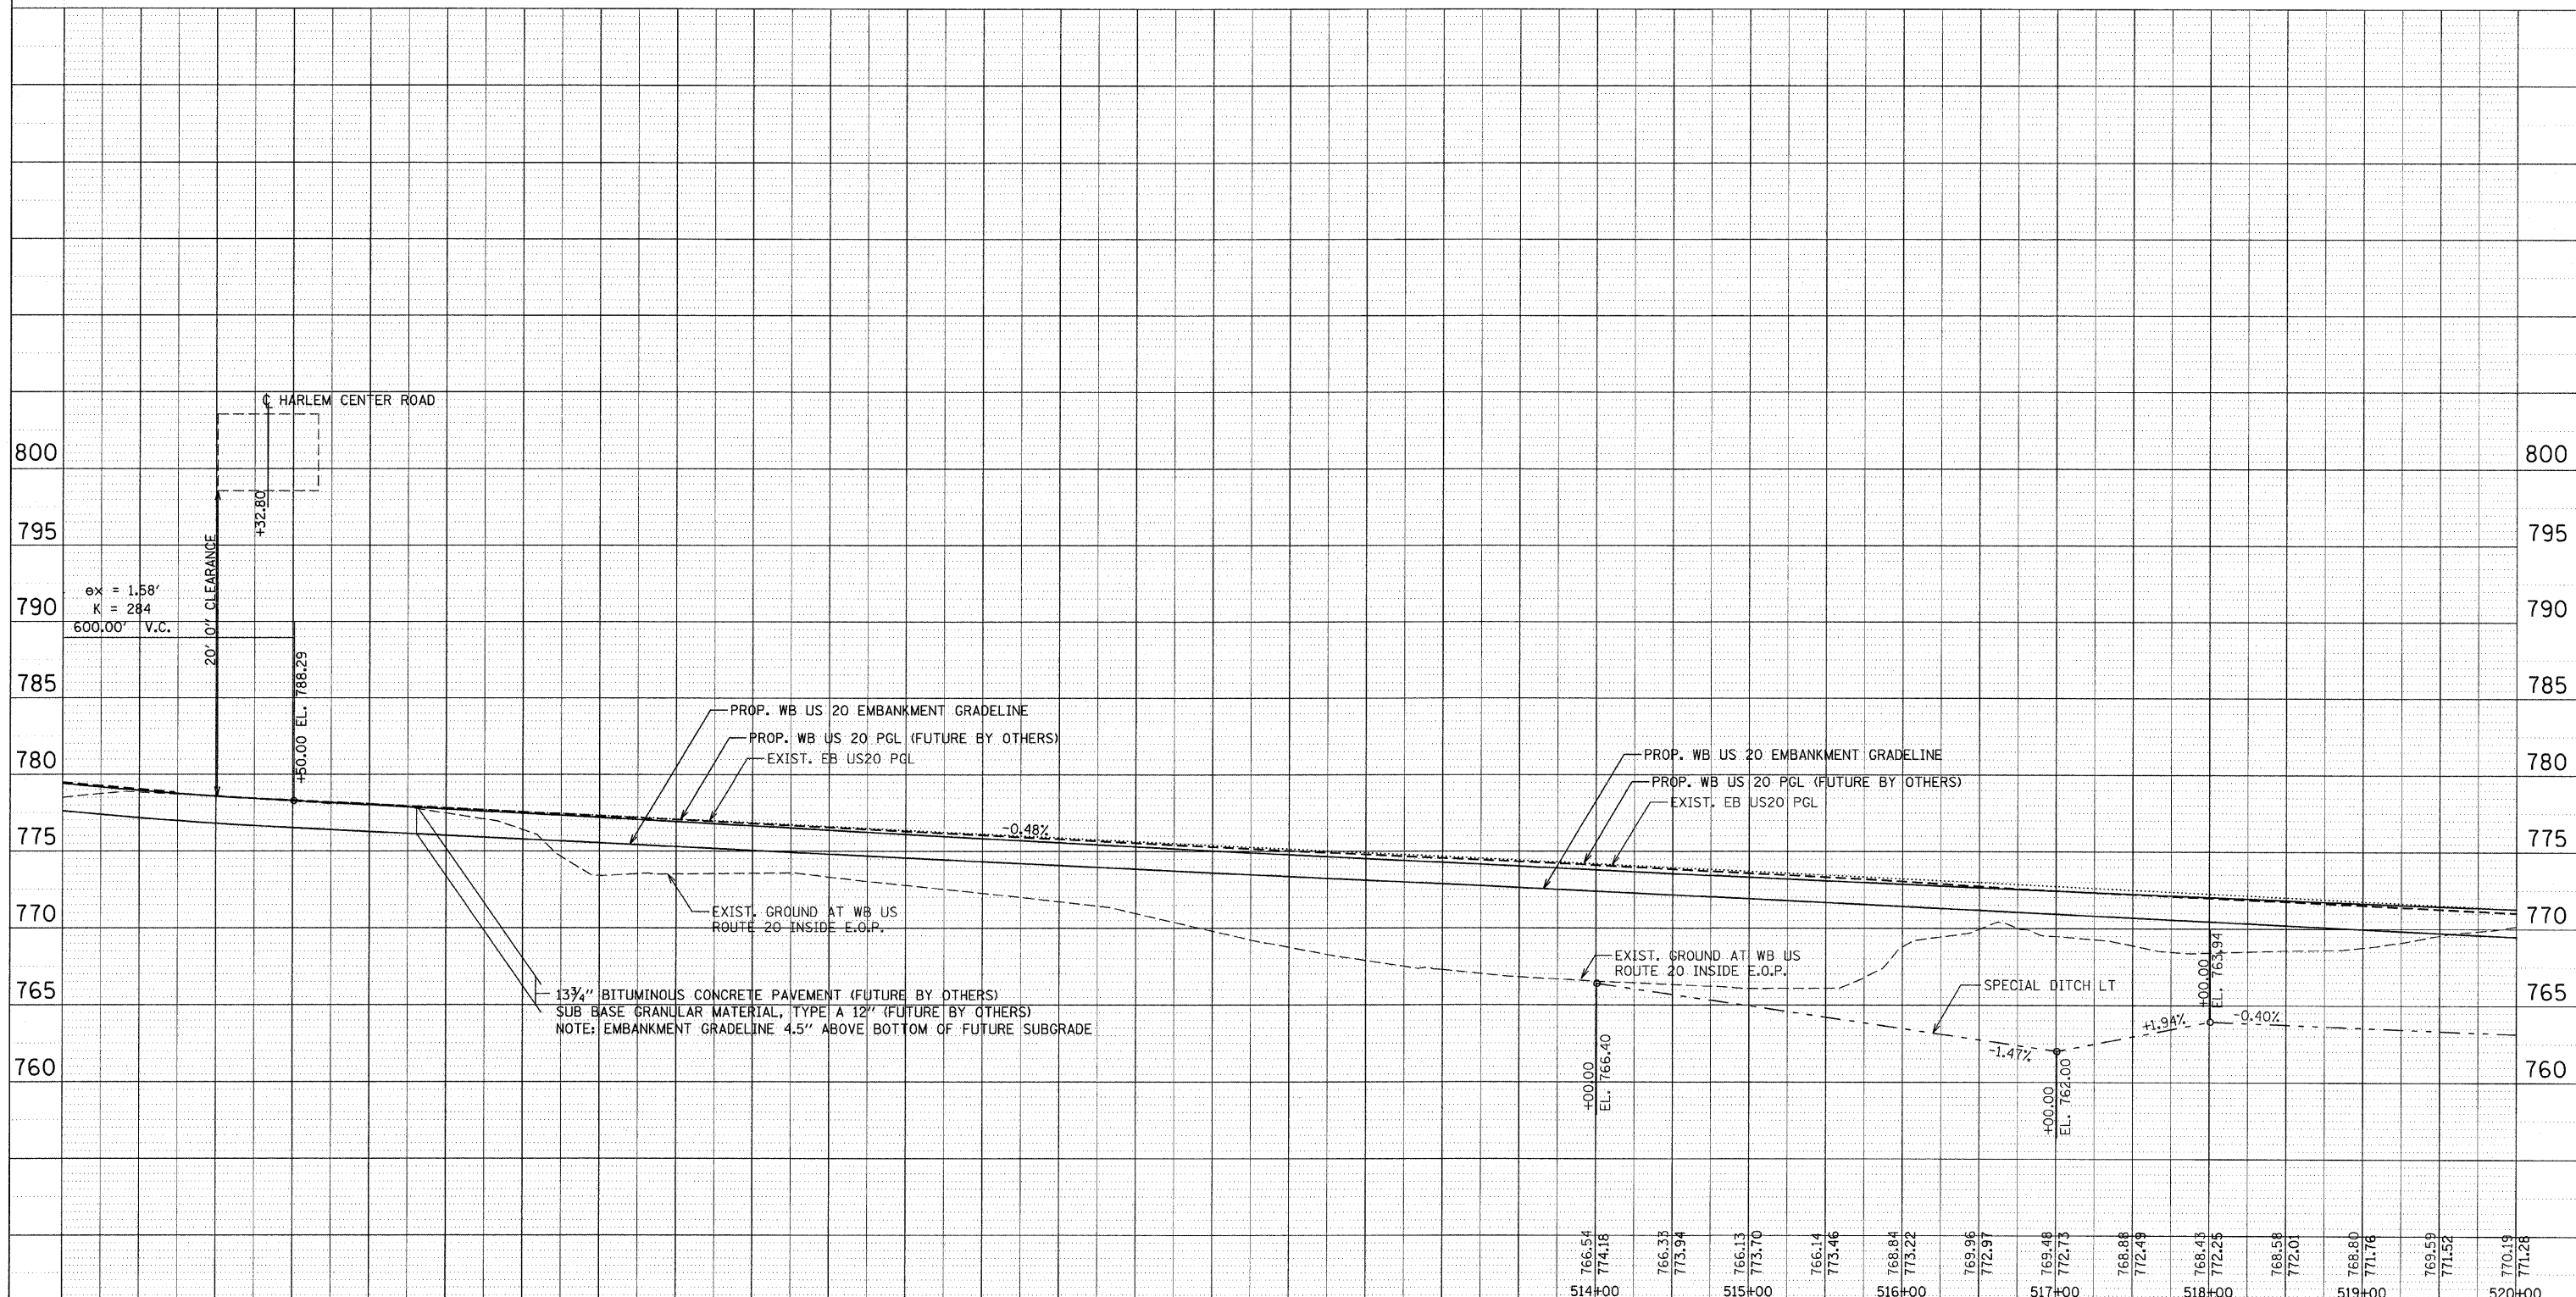 ℄ HARLEM CENTER ROAD
800
800
+32.80
795
795
20' 0" CLEARANCE
ex = 1.58'
K = 284
600.00' V.C.
790
790
+50.00 EL. 788.29
785
785
PROP. WB US 20 EMBANKMENT GRADELINE
PROP. WB US 20 PGL (FUTURE BY OTHERS)
EXIST. EB US20 PGL
PROP. WB US 20 EMBANKMENT GRADELINE
PROP. WB US 20 PGL (FUTURE BY OTHERS)
EXIST. EB US20 PGL
780
780
-0.48%
775
775
770
770
EXIST. GROUND AT WB US
ROUTE 20 INSIDE E.O.P.
EXIST. GROUND AT WB US
ROUTE 20 INSIDE E.O.P.
+00.00
EL. 763.94
SPECIAL DITCH LT
765
765
13¾" BITUMINOUS CONCRETE PAVEMENT (FUTURE BY OTHERS)
SUB BASE GRANULAR MATERIAL, TYPE A 12" (FUTURE BY OTHERS)
NOTE: EMBANKMENT GRADELINE 4.5" ABOVE BOTTOM OF FUTURE SUBGRADE
+1.94%
-0.40%
-1.47%
760
760
+00.00
EL. 766.40
+00.00
EL. 762.00
766.54
774.18
766.33
773.94
766.13
773.70
766.14
773.46
768.84
773.22
769.96
772.97
769.48
772.73
768.88
772.49
768.43
772.25
768.58
772.01
768.80
771.76
769.59
771.52
770.19
771.28
514+00
515+00
516+00
517+00
518+00
519+00
520+00